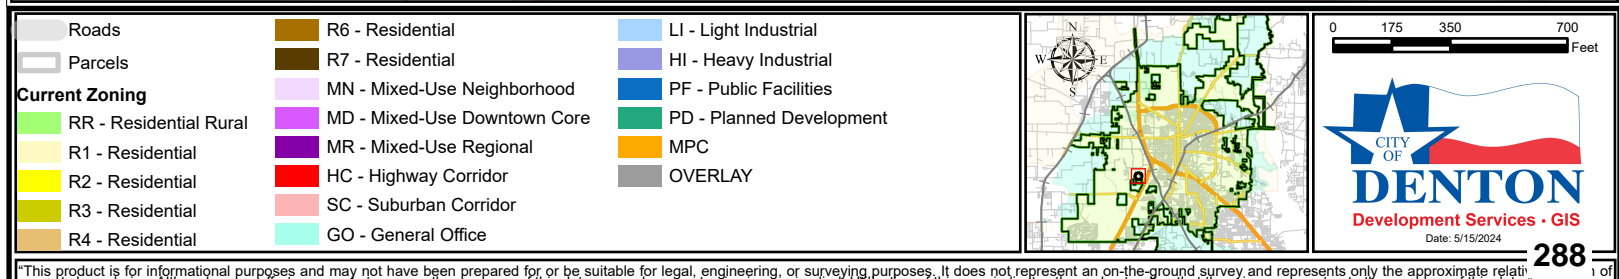 Roads
Parcels
Current Zoning
RR - Residential Rural
R1 - Residential
R2 - Residential
R3 - Residential
R4 - Residential
R6 - Residential
R7 - Residential
MN - Mixed-Use Neighborhood
MD - Mixed-Use Downtown Core
MR - Mixed-Use Regional
HC - Highway Corridor
SC - Suburban Corridor
GO - General Office
LI - Light Industrial
HI - Heavy Industrial
PF - Public Facilities
PD - Planned Development
MPC
OVERLAY
N
W E
S
0 175 350 700
Feet
CITY
OF
DENTON
Development Services • GIS
Date: 5/15/2024
288
"This product is for informational purposes and may not have been prepared for or be suitable for legal, engineering, or surveying purposes. It does not represent an on-the-ground survey and represents only the approximate relati of